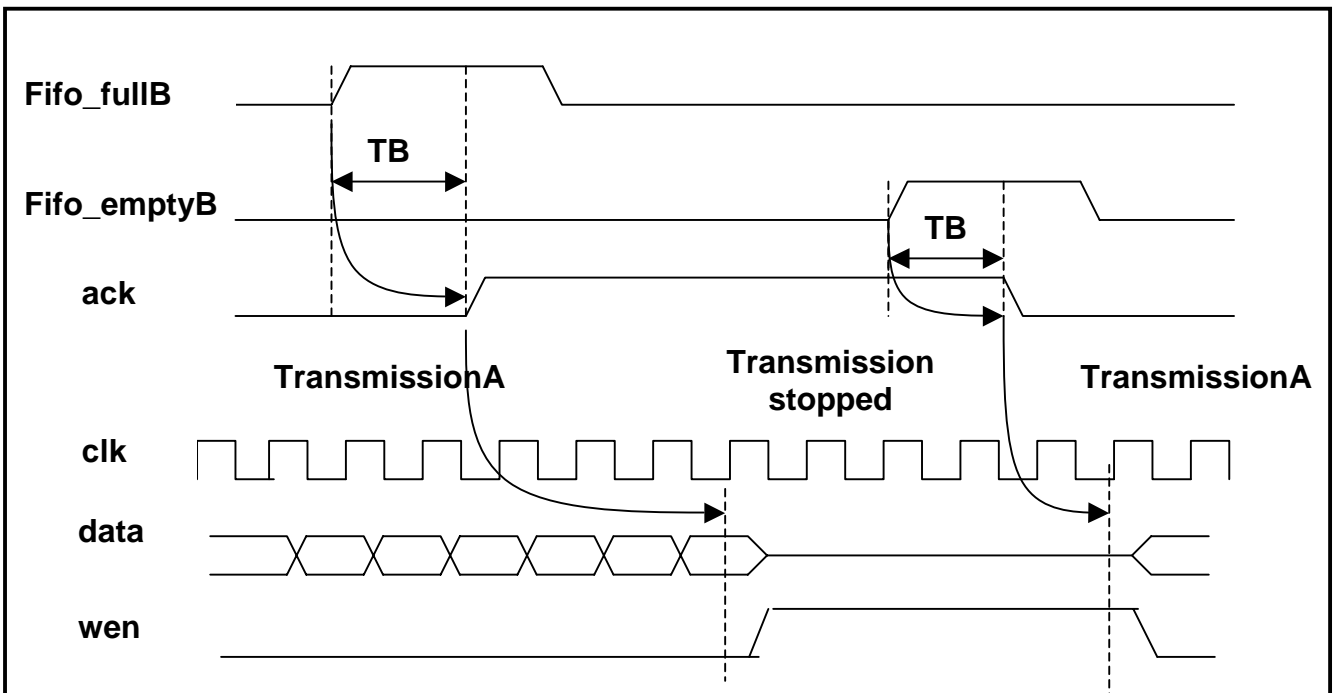 Fifo_fullB
TB
Fifo_emptyB
TB
ack
TransmissionA
Transmission
stopped
TransmissionA
clk
data
wen